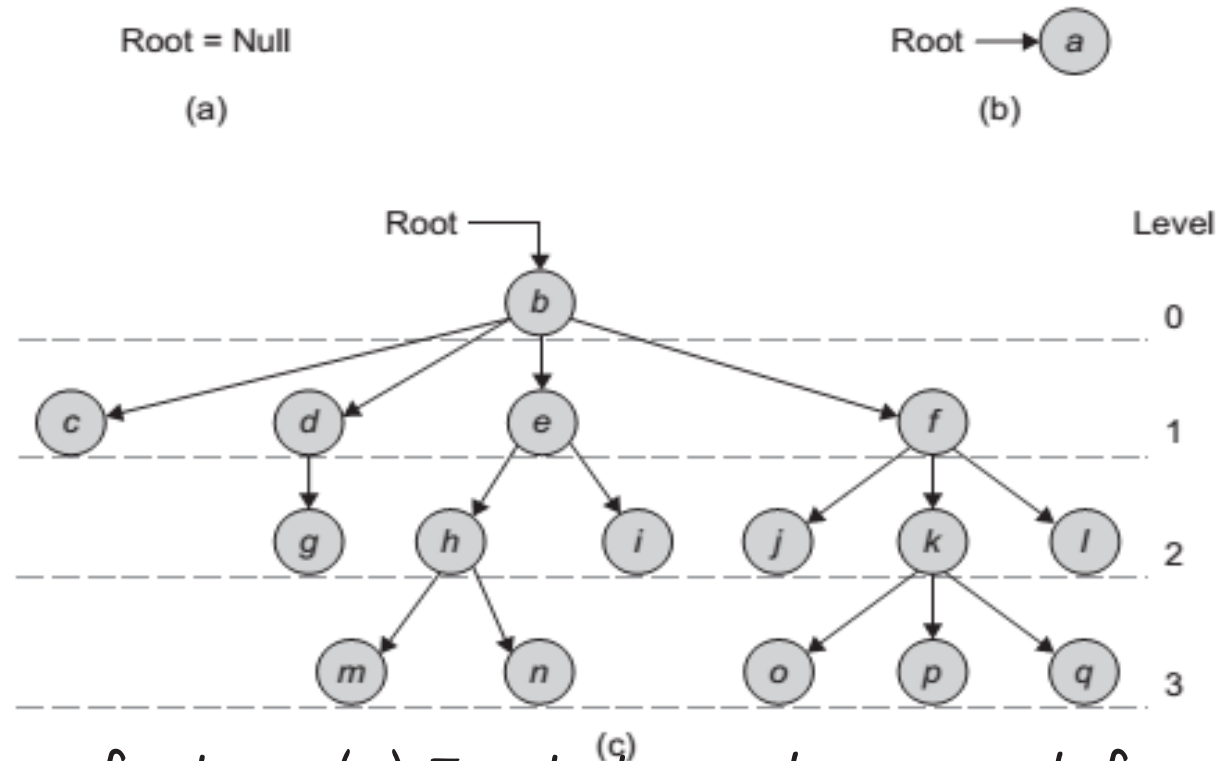 Root = Null
Root a
(a)
(b)
Root
Level
b
0
c d e f
1
g h i j k l
2
m n o p q
3
(c)